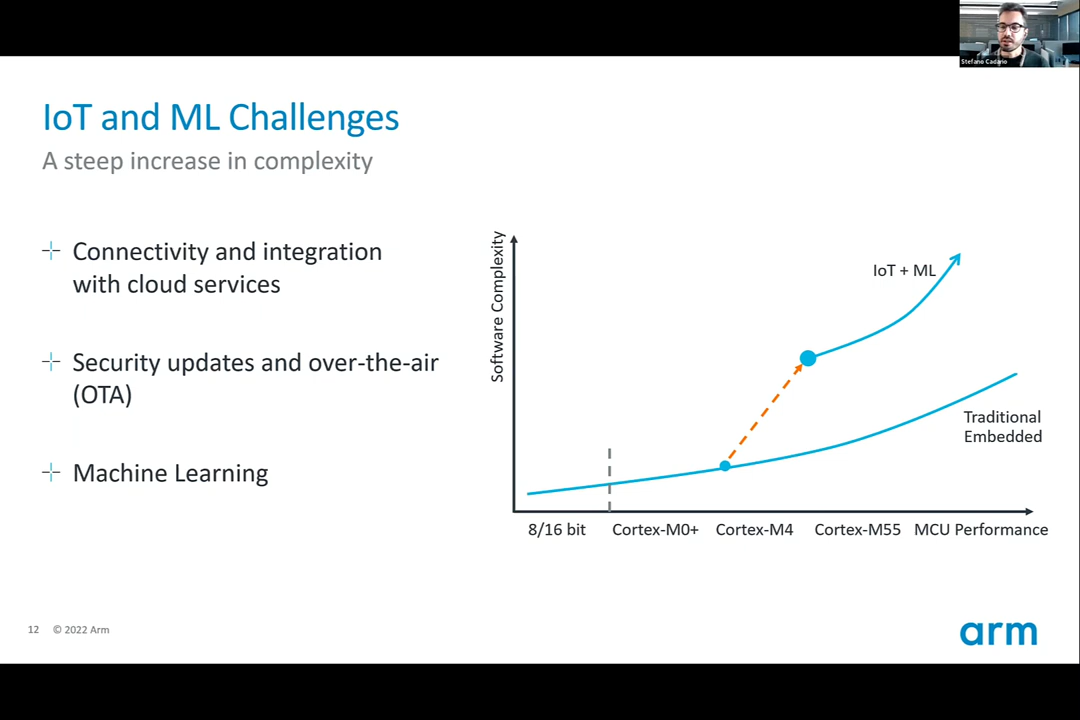 Stefano Cadario
IoT and ML Challenges
A steep increase in complexity
Connectivity and integration
with cloud services
Security updates and over-the-air
(OTA)
Machine Learning
Software Complexity
IoT + ML
Traditional
Embedded
8/16 bit
Cortex-M0+
Cortex-M4
Cortex-M55
MCU Performance
12
© 2022 Arm
arm